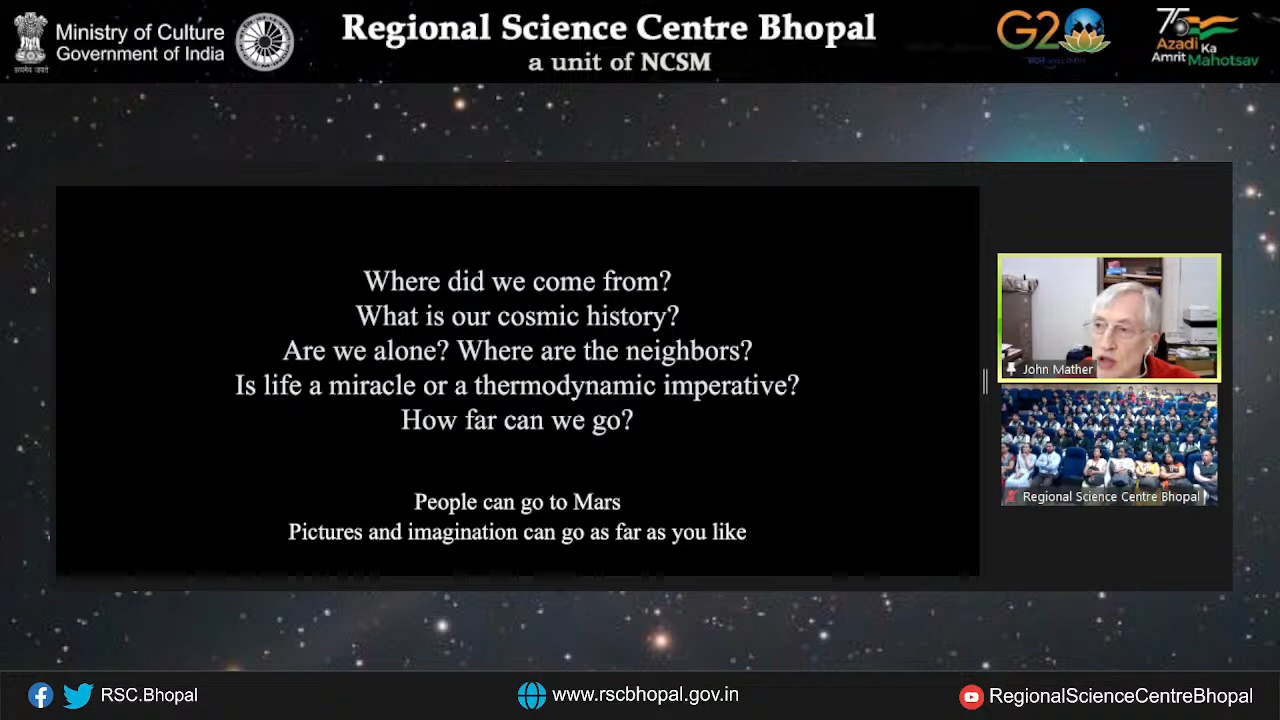 Ministry of Culture
Government of India
Regional Science Centre Bhopal
a unit of NCSM
G20
75
Azadi Ka
Amrit Mahotsav
Where did we come from?
What is our cosmic history?
Are we alone? Where are the neighbors?
Is life a miracle or a thermodynamic imperative?
How far can we go?
People can go to Mars
Pictures and imagination can go as far as you like
John Mather
Regional Science Centre Bhopal
RSC.Bhopal
www.rscbhopal.gov.in
RegionalScienceCentreBhopal